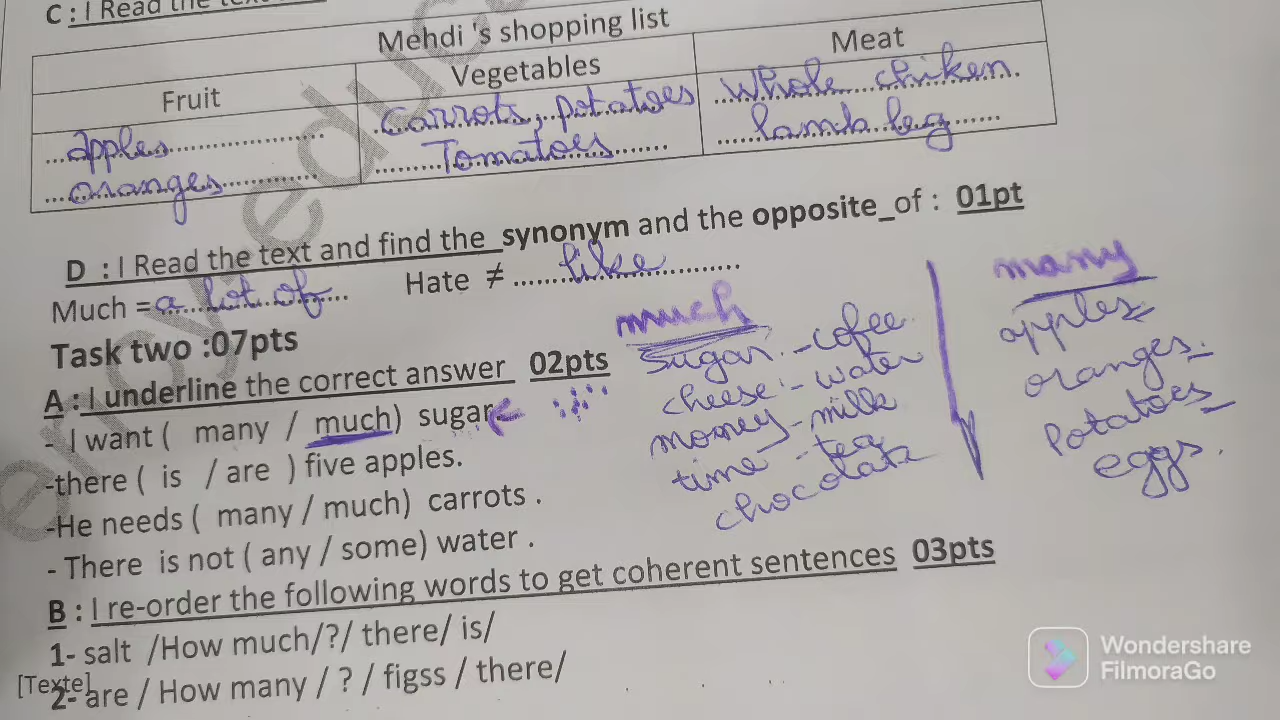 C : I Read the text
Mehdi 's shopping list
Fruit Vegetables Meat
apples carrots, potatoes whole chiken
oranges Tomatoes lamb leg
D : I Read the text and find the synonym and the opposite_of : 01pt
Much = a lot of Hate ≠ like
Task two :07pts
A : I underline the correct answer 02pts
- I want ( many / much) sugar.
-there ( is / are ) five apples.
-He needs ( many / much) carrots .
- There is not ( any / some) water .
much
Sugar. - cofee
cheese - water
money - milk
time - tea
chocolate
many
apples
oranges.
Potatoes
eggs.
B : I re-order the following words to get coherent sentences 03pts
1- salt /How much/?/ there/ is/
[Texte]
2- are / How many / ? / figss / there/
Wondershare
FilmoraGo